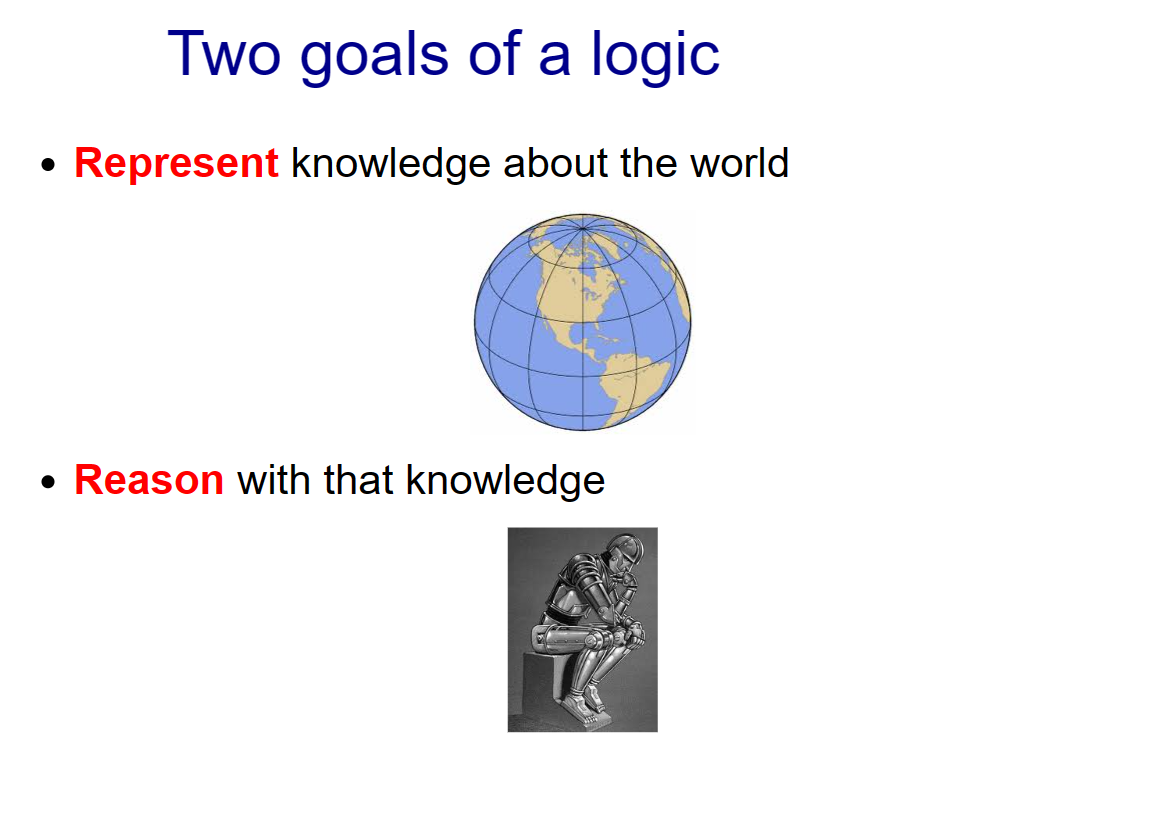 Two goals of a logic
• Represent knowledge about the world
• Reason with that knowledge